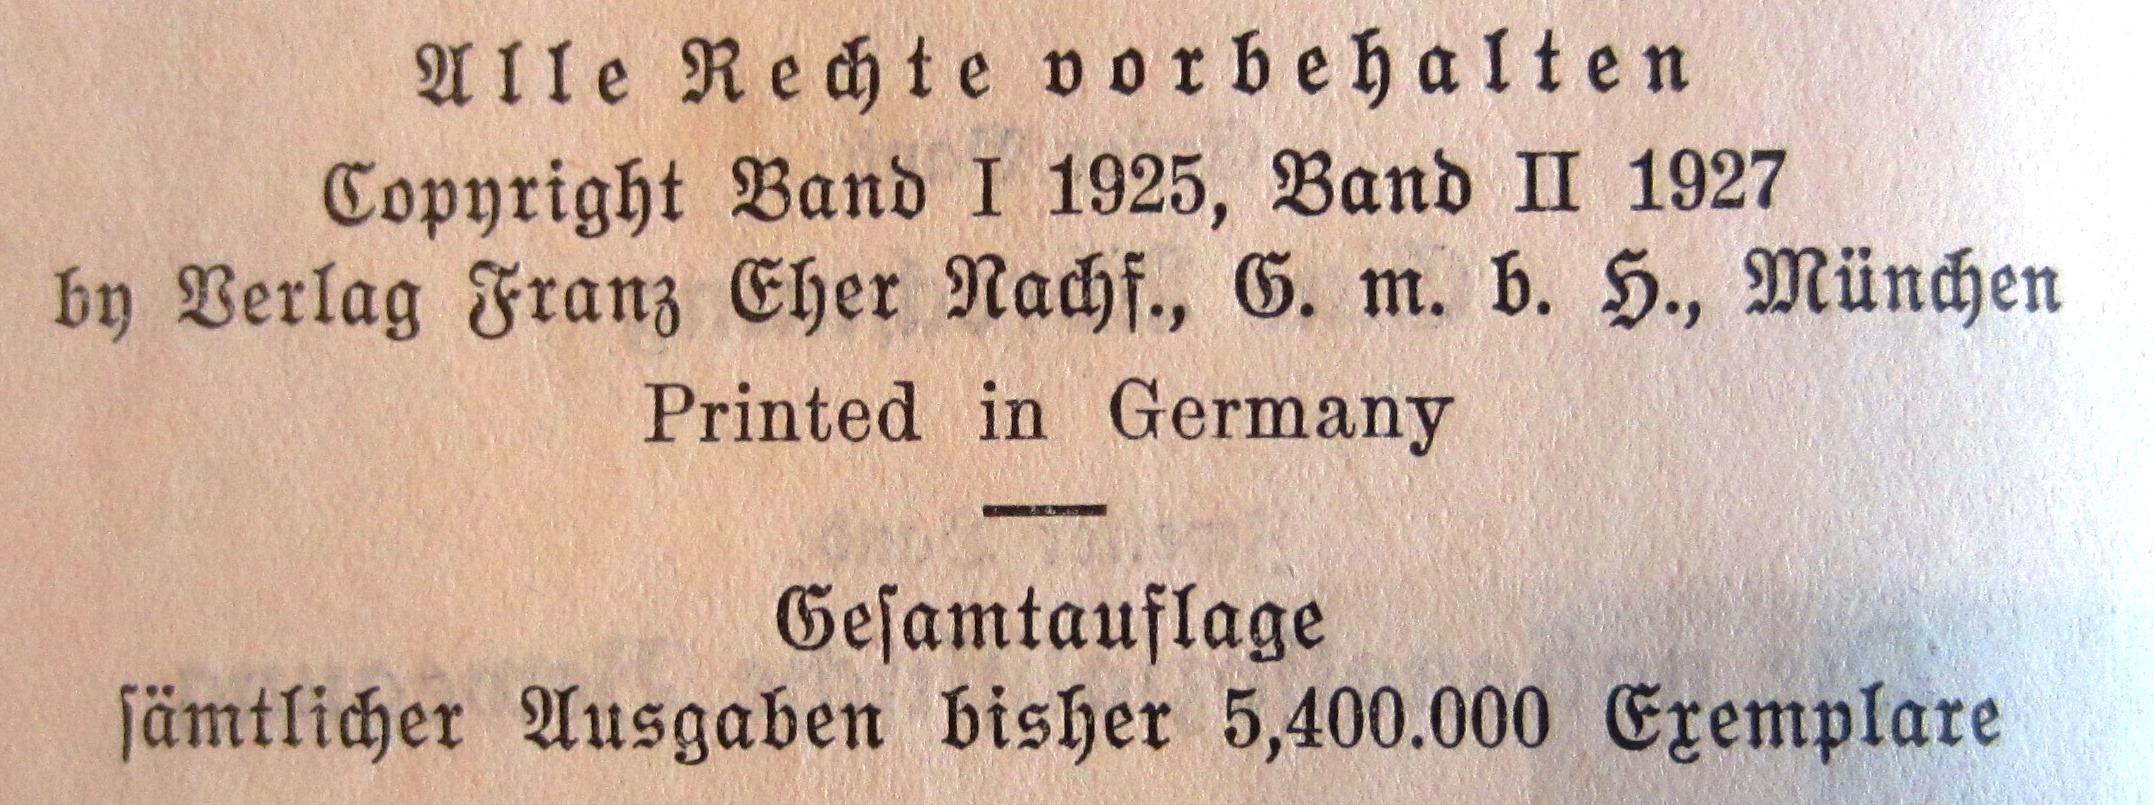 Alle Rechte vorbehalten
Copyright Band I 1925, Band II 1927
by Verlag Franz Eher Nachf., G. m. b. H., München
Printed in Germany
Geſamtauflage
ſämtlicher Ausgaben bisher 5,400.000 Exemplare